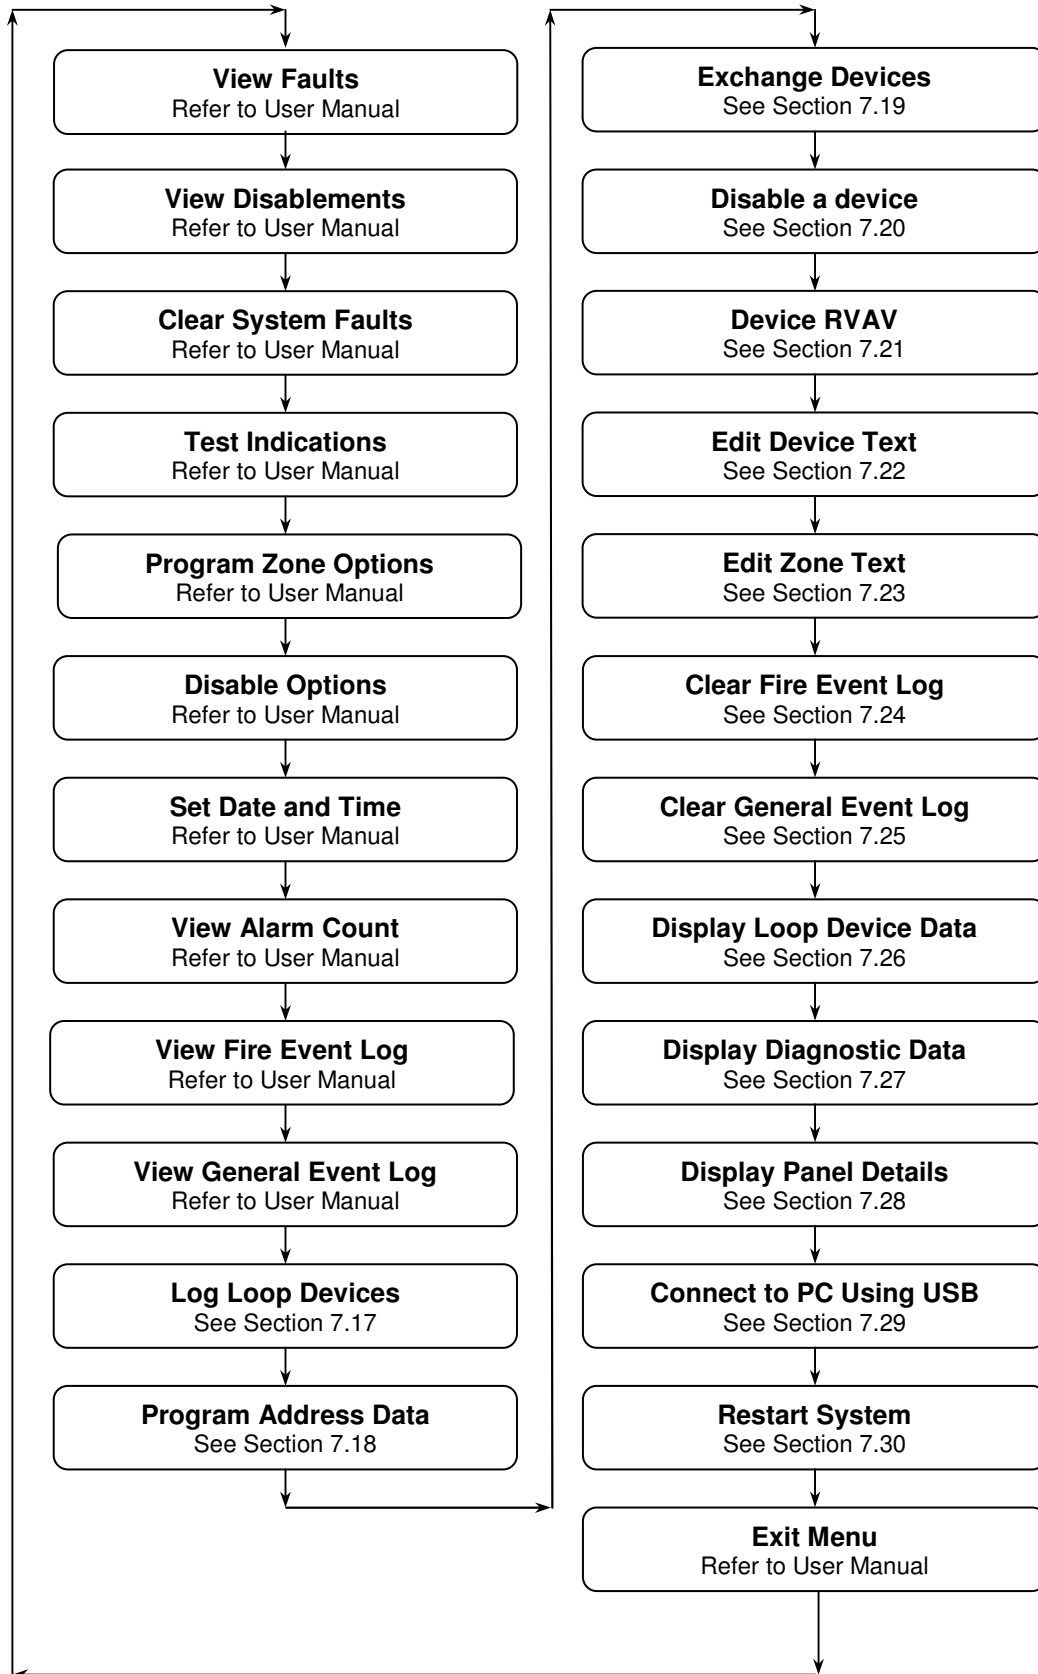 View Faults
Refer to User Manual
View Disablements
Refer to User Manual
Clear System Faults
Refer to User Manual
Test Indications
Refer to User Manual
Program Zone Options
Refer to User Manual
Disable Options
Refer to User Manual
Set Date and Time
Refer to User Manual
View Alarm Count
Refer to User Manual
View Fire Event Log
Refer to User Manual
View General Event Log
Refer to User Manual
Log Loop Devices
See Section 7.17
Program Address Data
See Section 7.18
Exchange Devices
See Section 7.19
Disable a device
See Section 7.20
Device RVAV
See Section 7.21
Edit Device Text
See Section 7.22
Edit Zone Text
See Section 7.23
Clear Fire Event Log
See Section 7.24
Clear General Event Log
See Section 7.25
Display Loop Device Data
See Section 7.26
Display Diagnostic Data
See Section 7.27
Display Panel Details
See Section 7.28
Connect to PC Using USB
See Section 7.29
Restart System
See Section 7.30
Exit Menu
Refer to User Manual